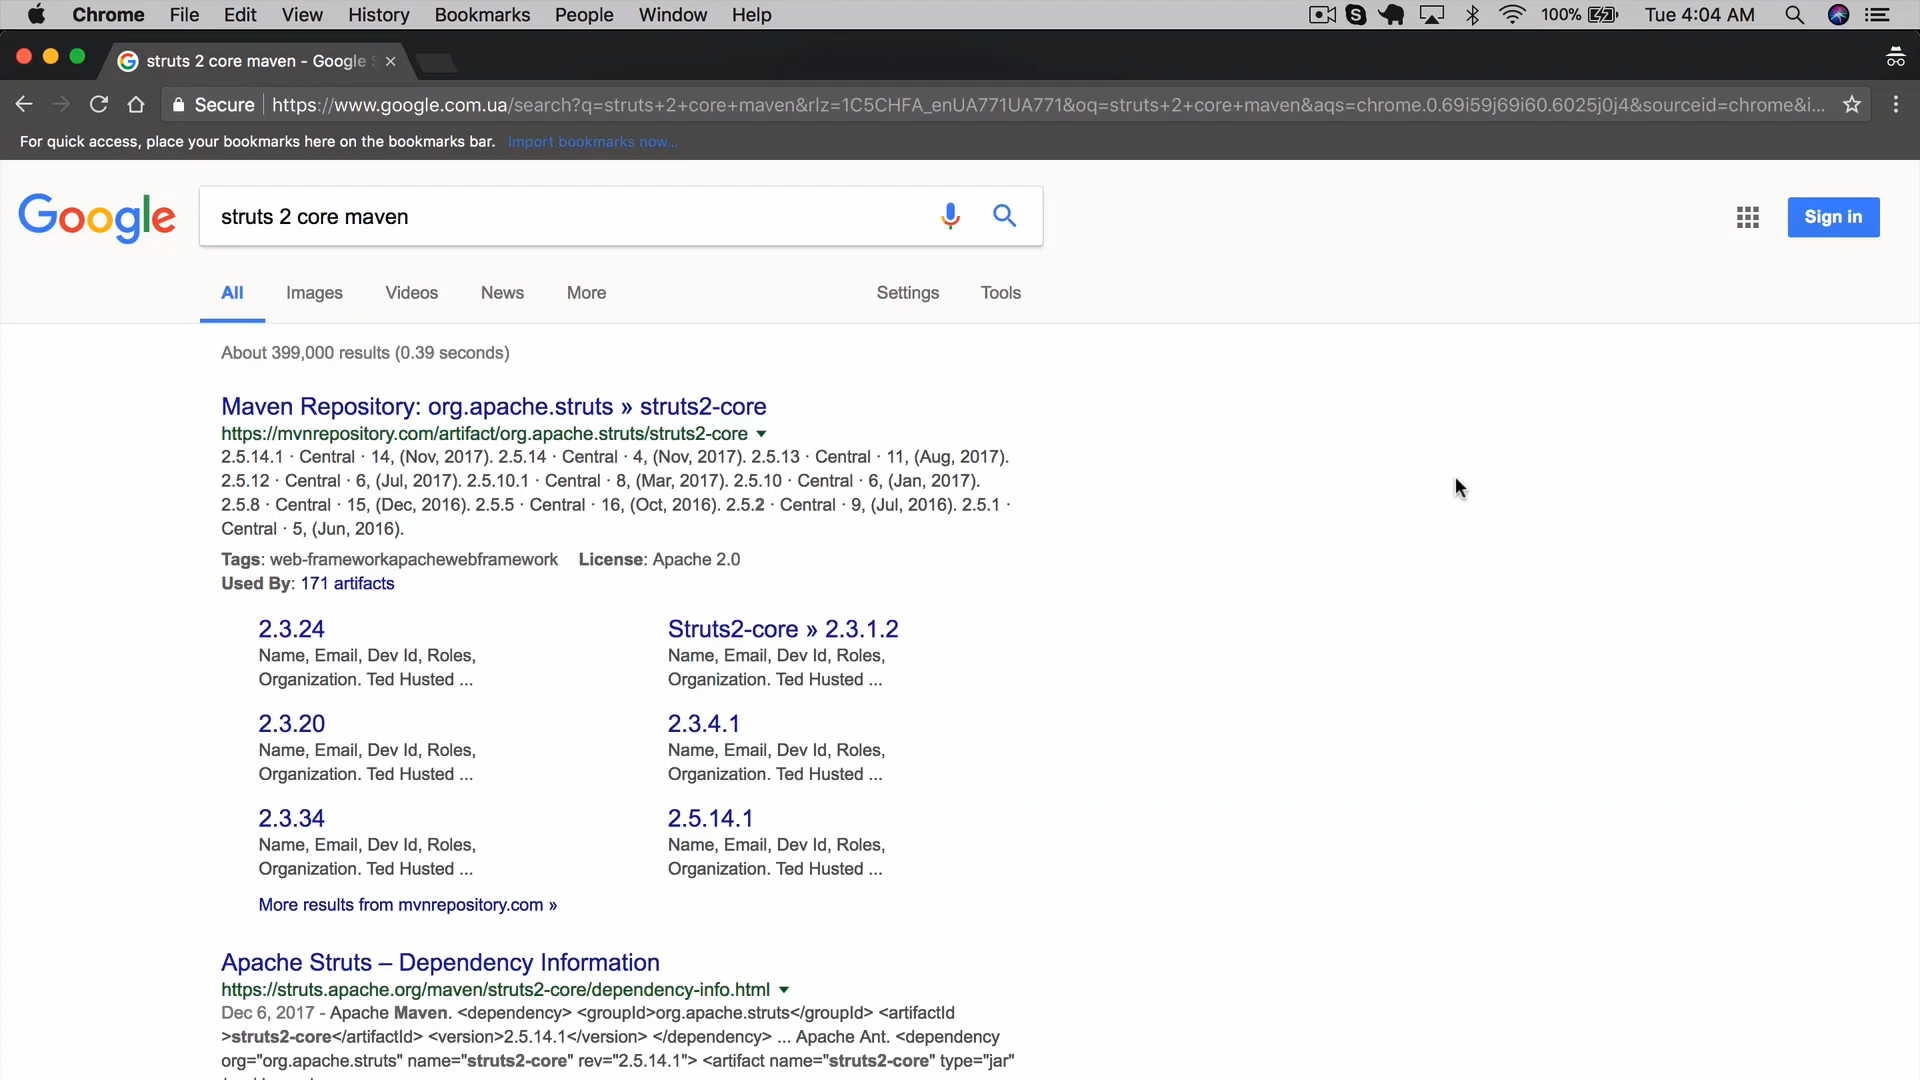 Chrome File Edit View History Bookmarks People Window Help 100% Tue 4:04 AM
struts 2 core maven - Google
Secure https://www.google.com.ua/search?q=struts+2+core+maven&rlz=1C5CHFA_enUA771UA771&oq=struts+2+core+maven&aqs=chrome.0.69i59j69i60.6025j0j4&sourceid=chrome&i...
For quick access, place your bookmarks here on the bookmarks bar. Import bookmarks now...
Google struts 2 core maven Sign in
All Images Videos News More Settings Tools
About 399,000 results (0.39 seconds)
Maven Repository: org.apache.struts » struts2-core
https://mvnrepository.com/artifact/org.apache.struts/struts2-core
2.5.14.1 · Central · 14, (Nov, 2017). 2.5.14 · Central · 4, (Nov, 2017). 2.5.13 · Central · 11, (Aug, 2017).
2.5.12 · Central · 6, (Jul, 2017). 2.5.10.1 · Central · 8, (Mar, 2017). 2.5.10 · Central · 6, (Jan, 2017).
2.5.8 · Central · 15, (Dec, 2016). 2.5.5 · Central · 16, (Oct, 2016). 2.5.2 · Central · 9, (Jul, 2016). 2.5.1 ·
Central · 5, (Jun, 2016).
Tags: web-frameworkapachewebframework License: Apache 2.0
Used By: 171 artifacts
2.3.24
Name, Email, Dev Id, Roles,
Organization. Ted Husted ...
Struts2-core » 2.3.1.2
Name, Email, Dev Id, Roles,
Organization. Ted Husted ...
2.3.20
Name, Email, Dev Id, Roles,
Organization. Ted Husted ...
2.3.4.1
Name, Email, Dev Id, Roles,
Organization. Ted Husted ...
2.3.34
Name, Email, Dev Id, Roles,
Organization. Ted Husted ...
2.5.14.1
Name, Email, Dev Id, Roles,
Organization. Ted Husted ...
More results from mvnrepository.com »
Apache Struts – Dependency Information
https://struts.apache.org/maven/struts2-core/dependency-info.html
Dec 6, 2017 - Apache Maven. <dependency> <groupId>org.apache.struts</groupId> <artifactId
>struts2-core</artifactId> <version>2.5.14.1</version> </dependency> ... Apache Ant. <dependency
org="org.apache.struts" name="struts2-core" rev="2.5.14.1"> <artifact name="struts2-core" type="jar"